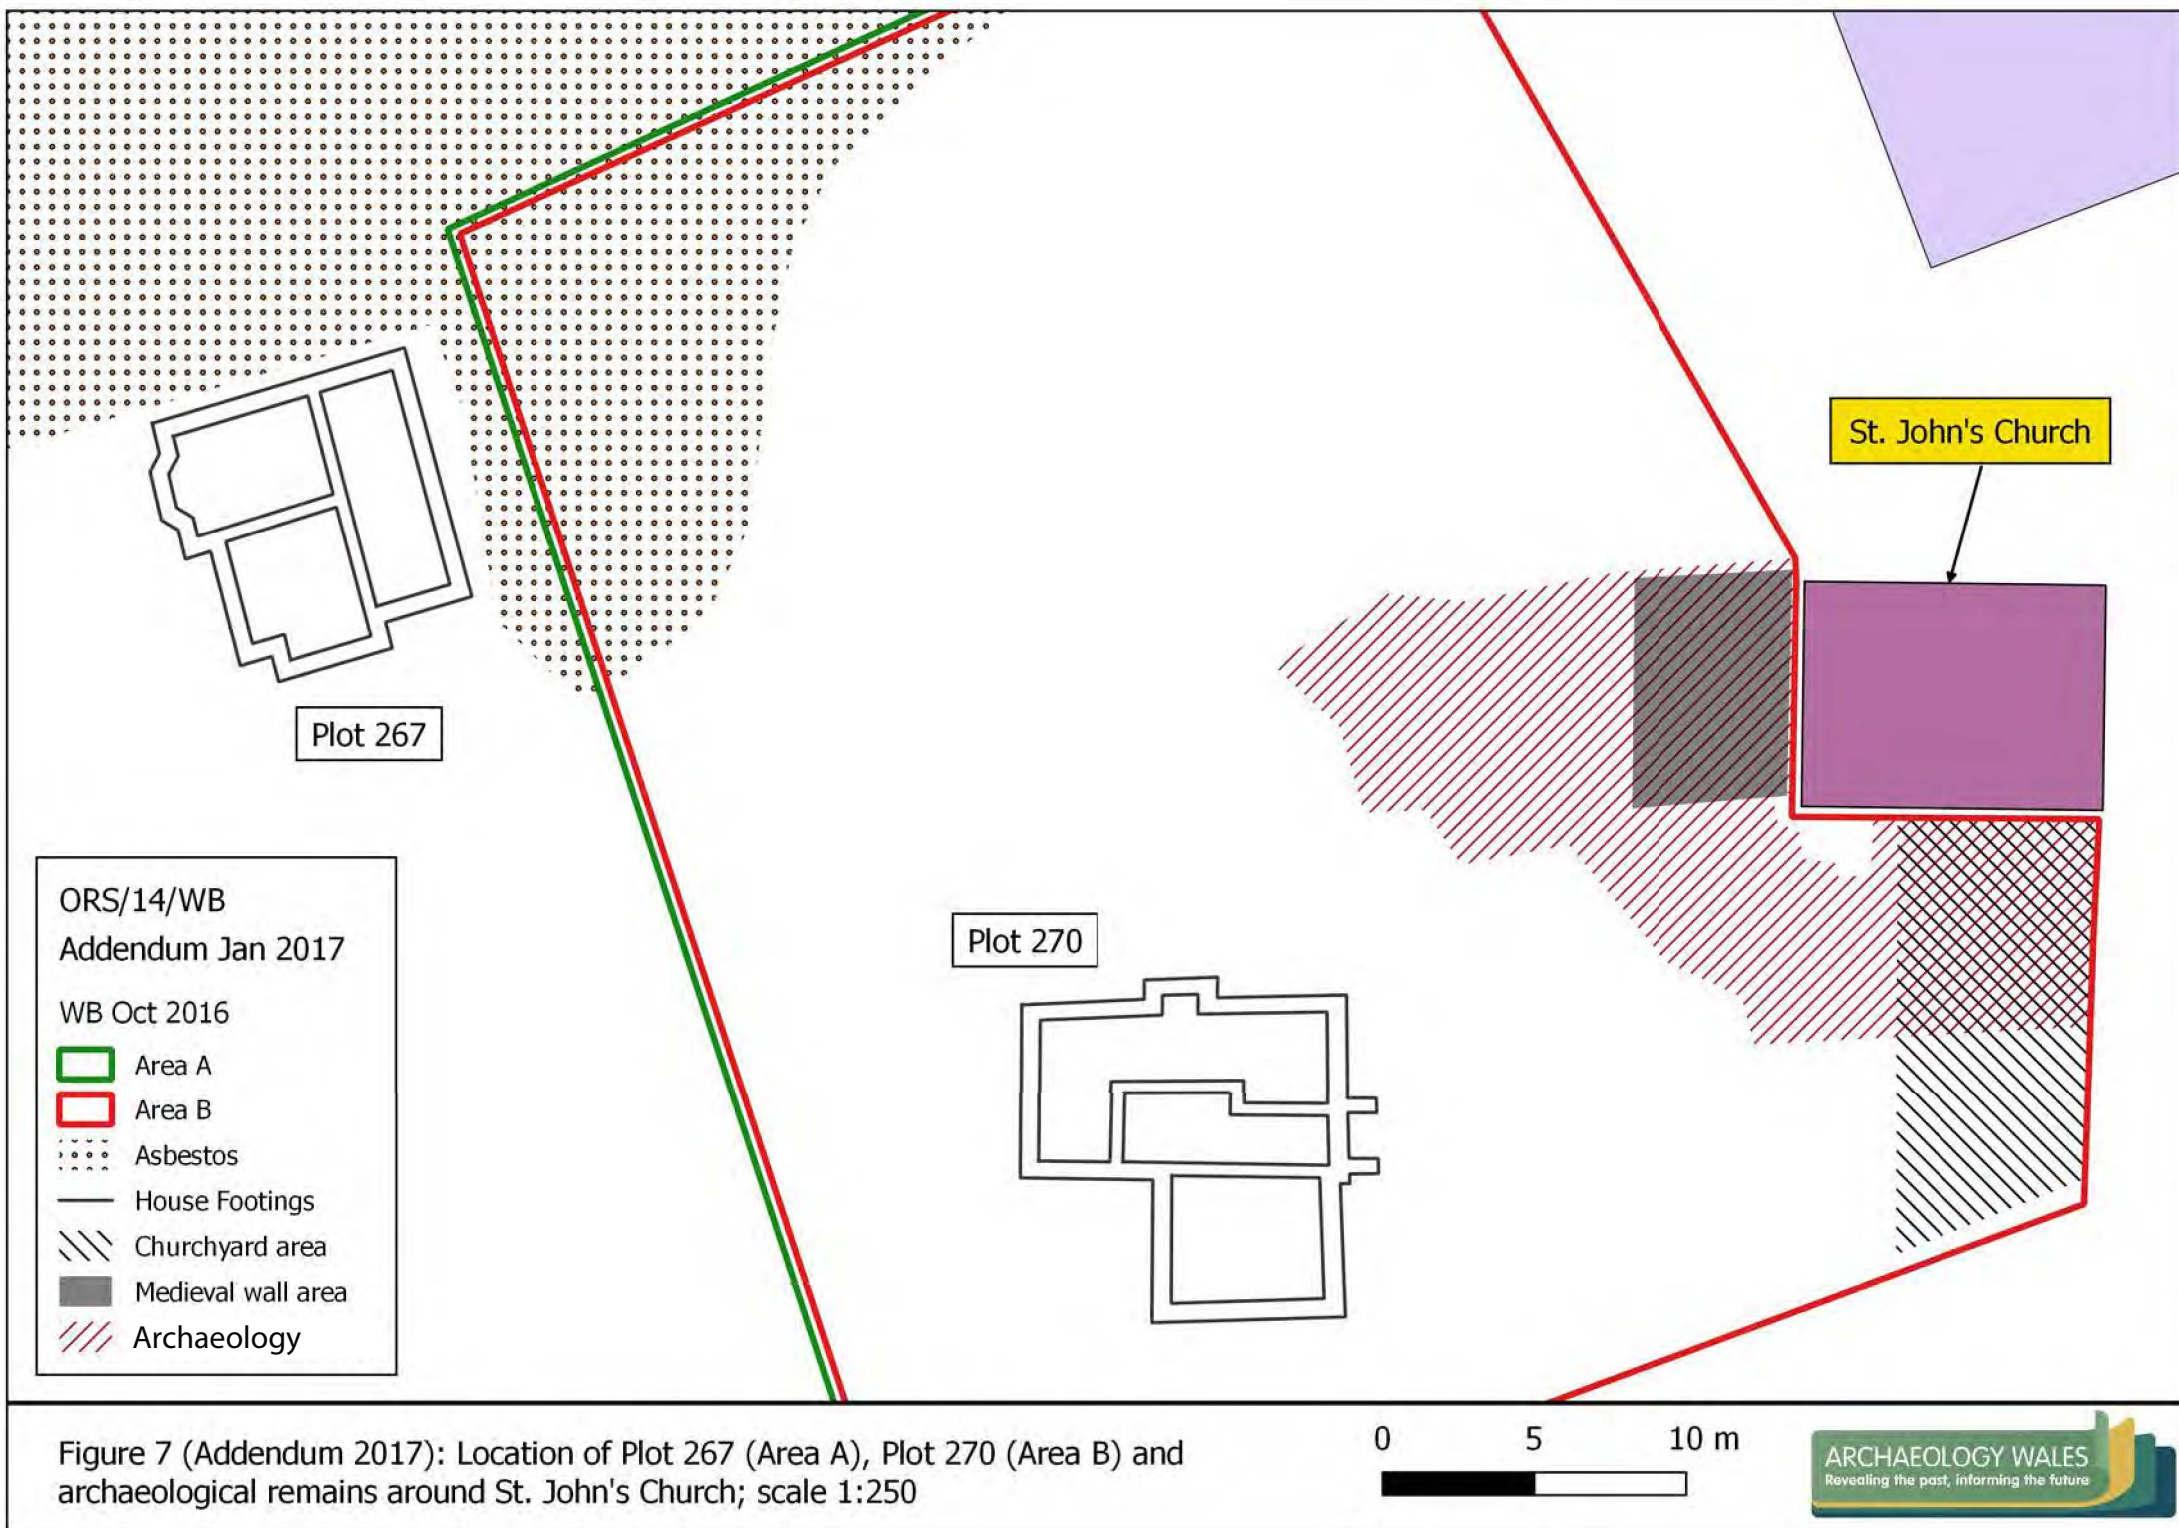 St. John's Church
Plot 267
Plot 270
ORS/14/WB
Addendum Jan 2017
WB Oct 2016
Area A
Area B
Asbestos
House Footings
Churchyard area
Medieval wall area
Archaeology
Figure 7 (Addendum 2017): Location of Plot 267 (Area A), Plot 270 (Area B) and
archaeological remains around St. John's Church; scale 1:250
0 5 10 m
ARCHAEOLOGY WALES
Revealing the past, informing the future